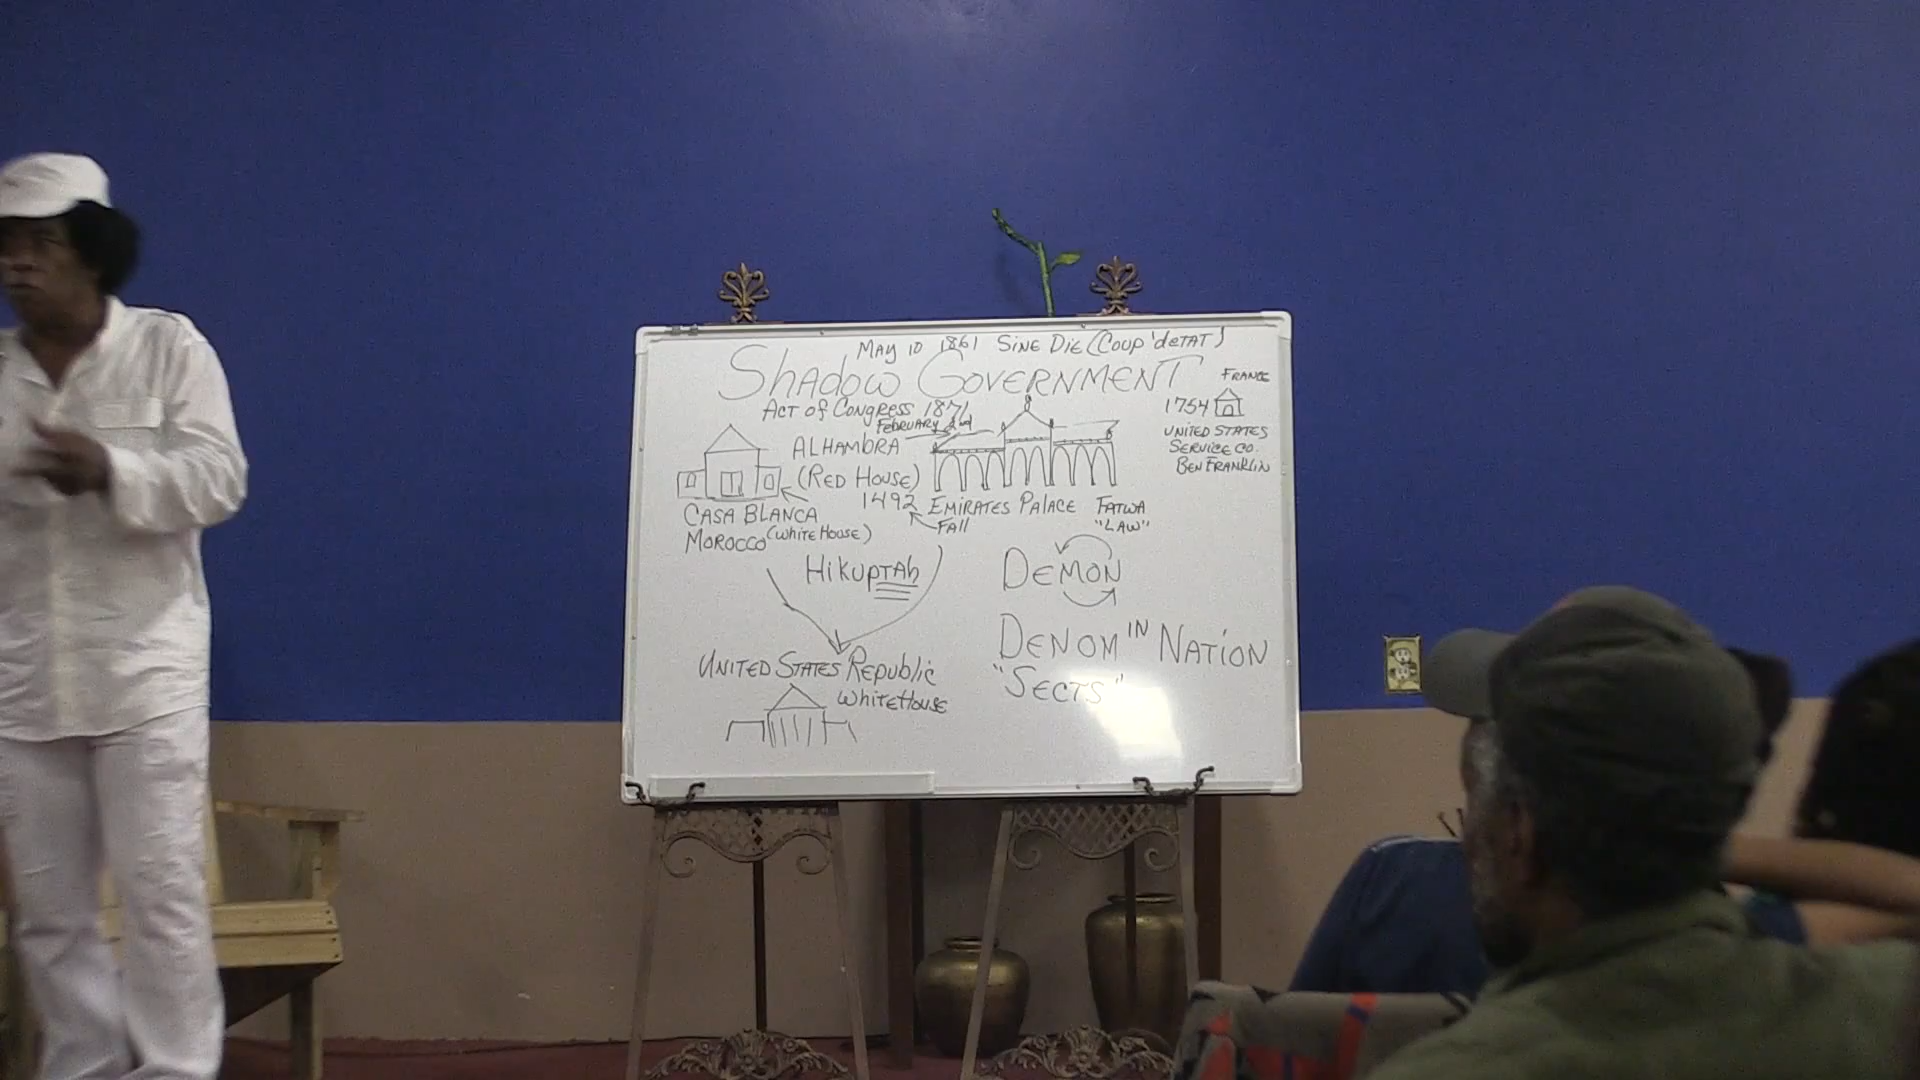 May 10 1861 Sine Die (Coup 'detat)
Shadow Government
France
Act of Congress 1871
February 2nd
1754
United States
Service Co.
Ben Franklin
Alhambra
(Red House)
1492
Fall
Emirates Palace
Fatwa
"Law"
Casa Blanca
Morocco (White House)
Hikuptah
Demon
Denom in Nation
"Sects"
United States Republic
White House